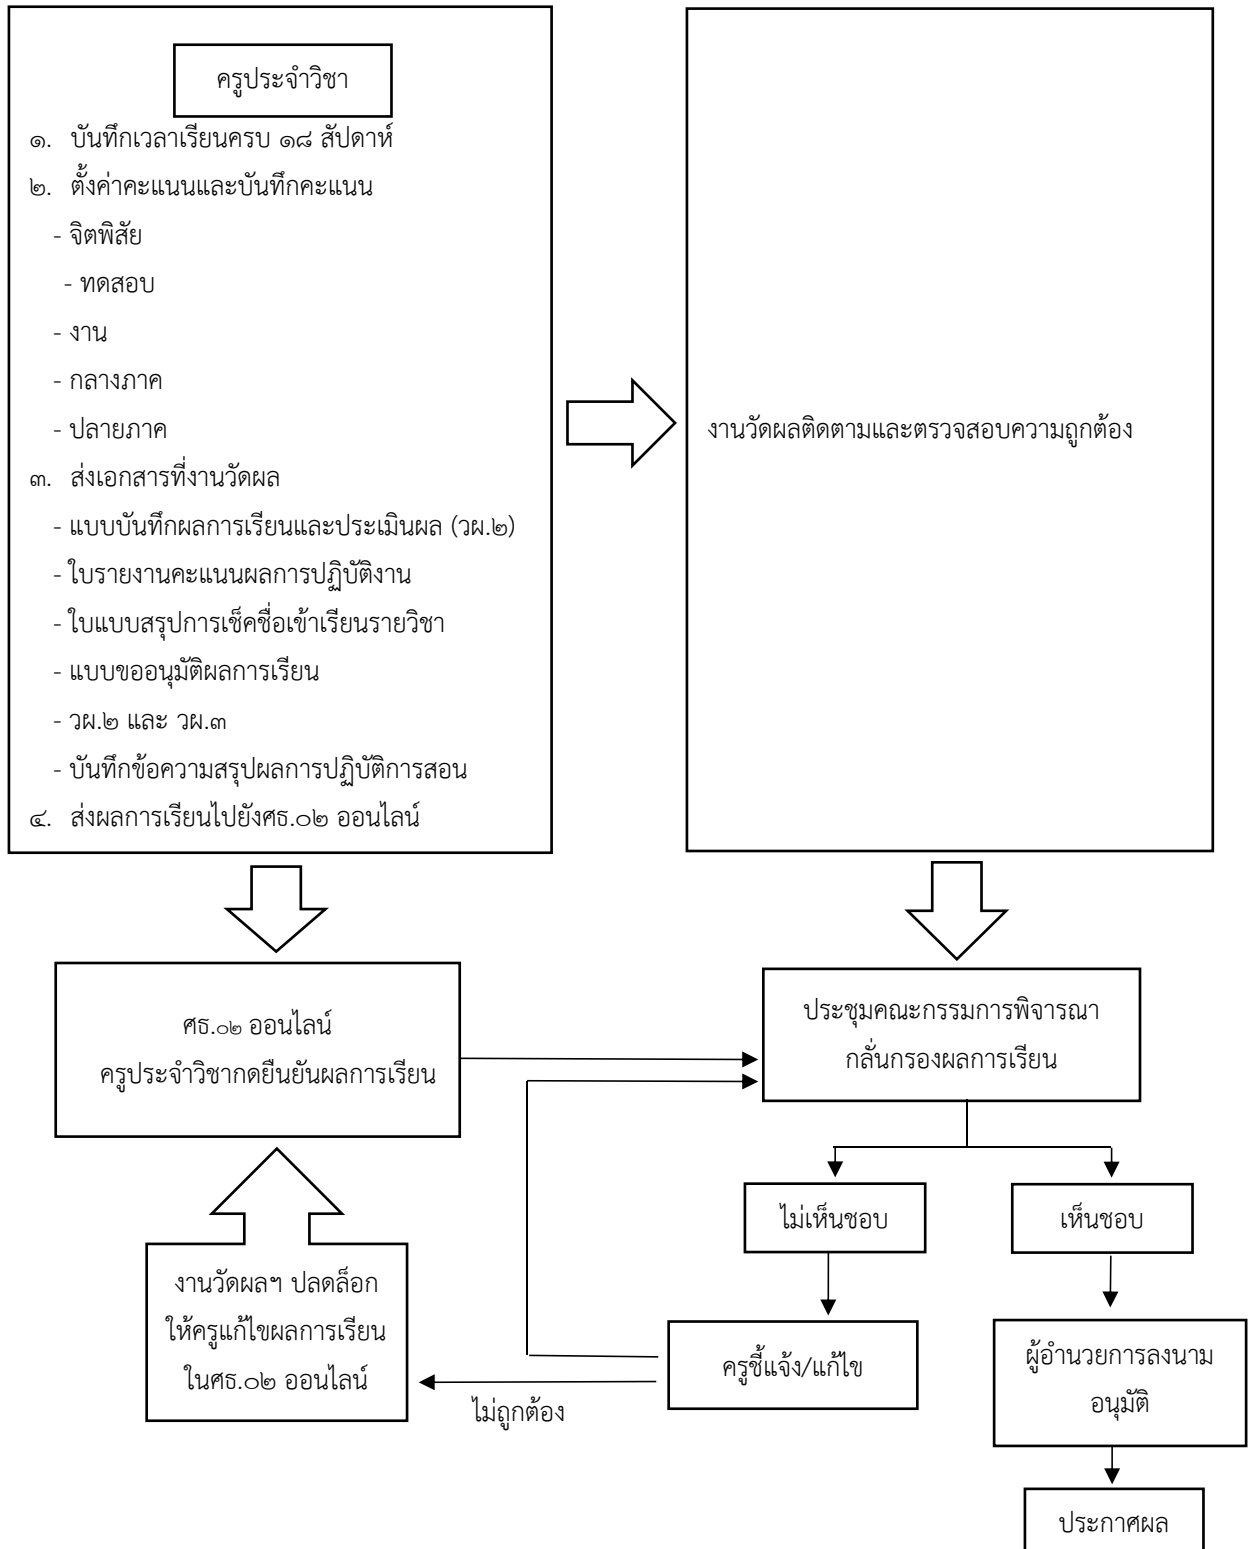 ครูประจำวิชา
๑. บันทึกเวลาเรียนครบ ๑๘ สัปดาห์
๒. ตั้งค่าคะแนนและบันทึกคะแนน
- จิตพิสัย
- ทดสอบ
- งาน
- กลางภาค
- ปลายภาค
๓. ส่งเอกสารที่งานวัดผล
- แบบบันทึกผลการเรียนและประเมินผล (วผ.๒)
- ใบรายงานคะแนนผลการปฏิบัติงาน
- ใบแบบสรุปการเช็คชื่อเข้าเรียนรายวิชา
- แบบขออนุมัติผลการเรียน
- วผ.๒ และ วผ.๓
- บันทึกข้อความสรุปผลการปฏิบัติการสอน
๔. ส่งผลการเรียนไปยังศธ.๐๒ ออนไลน์
งานวัดผลติดตามและตรวจสอบความถูกต้อง
ศธ.๐๒ ออนไลน์
ครูประจำวิชากดยืนยันผลการเรียน
ประชุมคณะกรรมการพิจารณา
กลั่นกรองผลการเรียน
ไม่เห็นชอบ
เห็นชอบ
งานวัดผลฯ ปลดล็อก
ให้ครูแก้ไขผลการเรียน
ในศธ.๐๒ ออนไลน์
ไม่ถูกต้อง
ครูชี้แจ้ง/แก้ไข
ผู้อำนวยการลงนาม
อนุมัติ
ประกาศผล